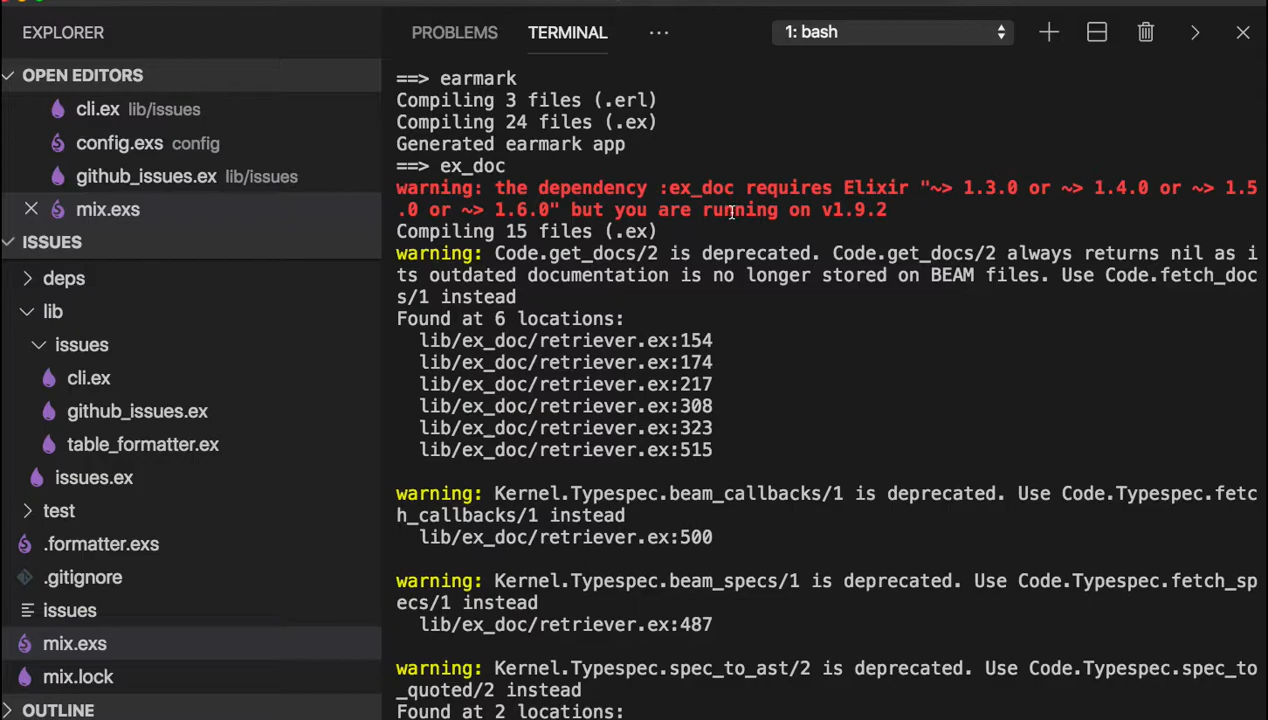 EXPLORER
OPEN EDITORS
cli.ex lib/issues
config.exs config
github_issues.ex lib/issues
mix.exs
ISSUES
deps
lib
issues
cli.ex
github_issues.ex
table_formatter.ex
issues.ex
test
.formatter.exs
.gitignore
issues
mix.exs
mix.lock
OUTLINE
PROBLEMS TERMINAL ··· 1: bash
==> earmark
Compiling 3 files (.erl)
Compiling 24 files (.ex)
Generated earmark app
==> ex_doc
warning: the dependency :ex_doc requires Elixir "~> 1.3.0 or ~> 1.4.0 or ~> 1.5
.0 or ~> 1.6.0" but you are running on v1.9.2
Compiling 15 files (.ex)
warning: Code.get_docs/2 is deprecated. Code.get_docs/2 always returns nil as i
ts outdated documentation is no longer stored on BEAM files. Use Code.fetch_doc
s/1 instead
Found at 6 locations:
lib/ex_doc/retriever.ex:154
lib/ex_doc/retriever.ex:174
lib/ex_doc/retriever.ex:217
lib/ex_doc/retriever.ex:308
lib/ex_doc/retriever.ex:323
lib/ex_doc/retriever.ex:515
warning: Kernel.Typespec.beam_callbacks/1 is deprecated. Use Code.Typespec.fetc
h_callbacks/1 instead
lib/ex_doc/retriever.ex:500
warning: Kernel.Typespec.beam_specs/1 is deprecated. Use Code.Typespec.fetch_sp
ecs/1 instead
lib/ex_doc/retriever.ex:487
warning: Kernel.Typespec.spec_to_ast/2 is deprecated. Use Code.Typespec.spec_to
_quoted/2 instead
Found at 2 locations: